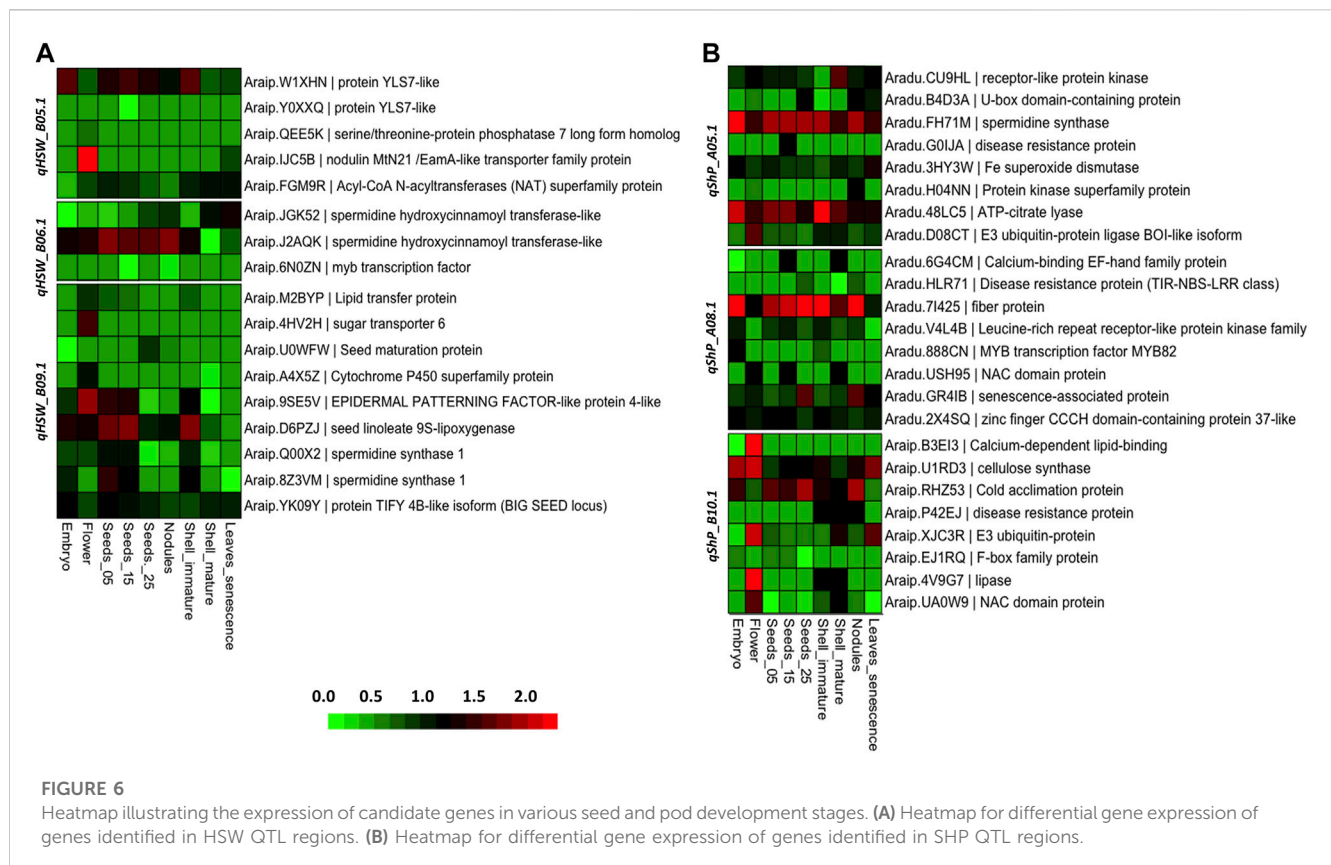 A
qHSW_B05.1
Araip.W1XHN | protein YLS7-like
Araip.Y0XXQ | protein YLS7-like
Araip.QEE5K | serine/threonine-protein phosphatase 7 long form homolog
Araip.IJC5B | nodulin MtN21 /EamA-like transporter family protein
Araip.FGM9R | Acyl-CoA N-acyltransferases (NAT) superfamily protein
qHSW_B06.1
Araip.JGK52 | spermidine hydroxycinnamoyl transferase-like
Araip.J2AQK | spermidine hydroxycinnamoyl transferase-like
Araip.6N0ZN | myb transcription factor
qHSW_B09.1
Araip.M2BYP | Lipid transfer protein
Araip.4HV2H | sugar transporter 6
Araip.U0WFW | Seed maturation protein
Araip.A4X5Z | Cytochrome P450 superfamily protein
Araip.9SE5V | EPIDERMAL PATTERNING FACTOR-like protein 4-like
Araip.D6PZJ | seed linoleate 9S-lipoxygenase
Araip.Q00X2 | spermidine synthase 1
Araip.8Z3VM | spermidine synthase 1
Araip.YK09Y | protein TIFY 4B-like isoform (BIG SEED locus)
Embryo
Flower
Seeds_05
Seeds_15
Seeds_25
Nodules
Shell_immature
Shell_mature
Leaves_senescence
0.0 0.5 1.0 1.5 2.0
B
qShP_A05.1
Aradu.CU9HL | receptor-like protein kinase
Aradu.B4D3A | U-box domain-containing protein
Aradu.FH71M | spermidine synthase
Aradu.G0IJA | disease resistance protein
Aradu.3HY3W | Fe superoxide dismutase
Aradu.H04NN | Protein kinase superfamily protein
Aradu.48LC5 | ATP-citrate lyase
Aradu.D08CT | E3 ubiquitin-protein ligase BOI-like isoform
qShP_A08.1
Aradu.6G4CM | Calcium-binding EF-hand family protein
Aradu.HLR71 | Disease resistance protein (TIR-NBS-LRR class)
Aradu.7I425 | fiber protein
Aradu.V4L4B | Leucine-rich repeat receptor-like protein kinase family
Aradu.888CN | MYB transcription factor MYB82
Aradu.USH95 | NAC domain protein
Aradu.GR4IB | senescence-associated protein
Aradu.2X4SQ | zinc finger CCCH domain-containing protein 37-like
qShP_B10.1
Araip.B3EI3 | Calcium-dependent lipid-binding
Araip.U1RD3 | cellulose synthase
Araip.RHZ53 | Cold acclimation protein
Araip.P42EJ | disease resistance protein
Araip.XJC3R | E3 ubiquitin-protein
Araip.EJ1RQ | F-box family protein
Araip.4V9G7 | lipase
Araip.UA0W9 | NAC domain protein
Embryo
Flower
Seeds_05
Seeds_15
Seeds_25
Shell_immature
Shell_mature
Nodules
Leaves_senescence
FIGURE 6
Heatmap illustrating the expression of candidate genes in various seed and pod development stages. (A) Heatmap for differential gene expression of
genes identified in HSW QTL regions. (B) Heatmap for differential gene expression of genes identified in SHP QTL regions.